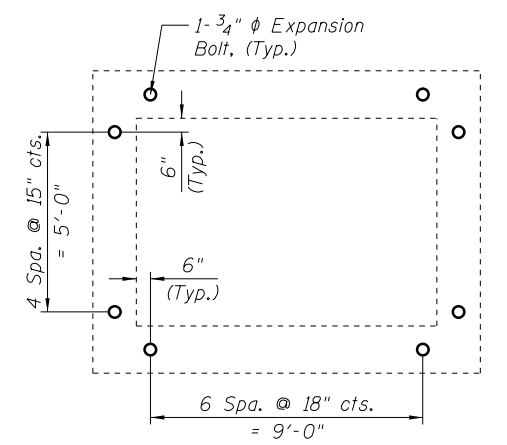 1-3/4" ϕ Expansion
Bolt, (Typ.)
6"
(Typ.)
4 Spa. @ 15" cts.
= 5'-0"
6"
(Typ.)
6 Spa. @ 18" cts.
= 9'-0"